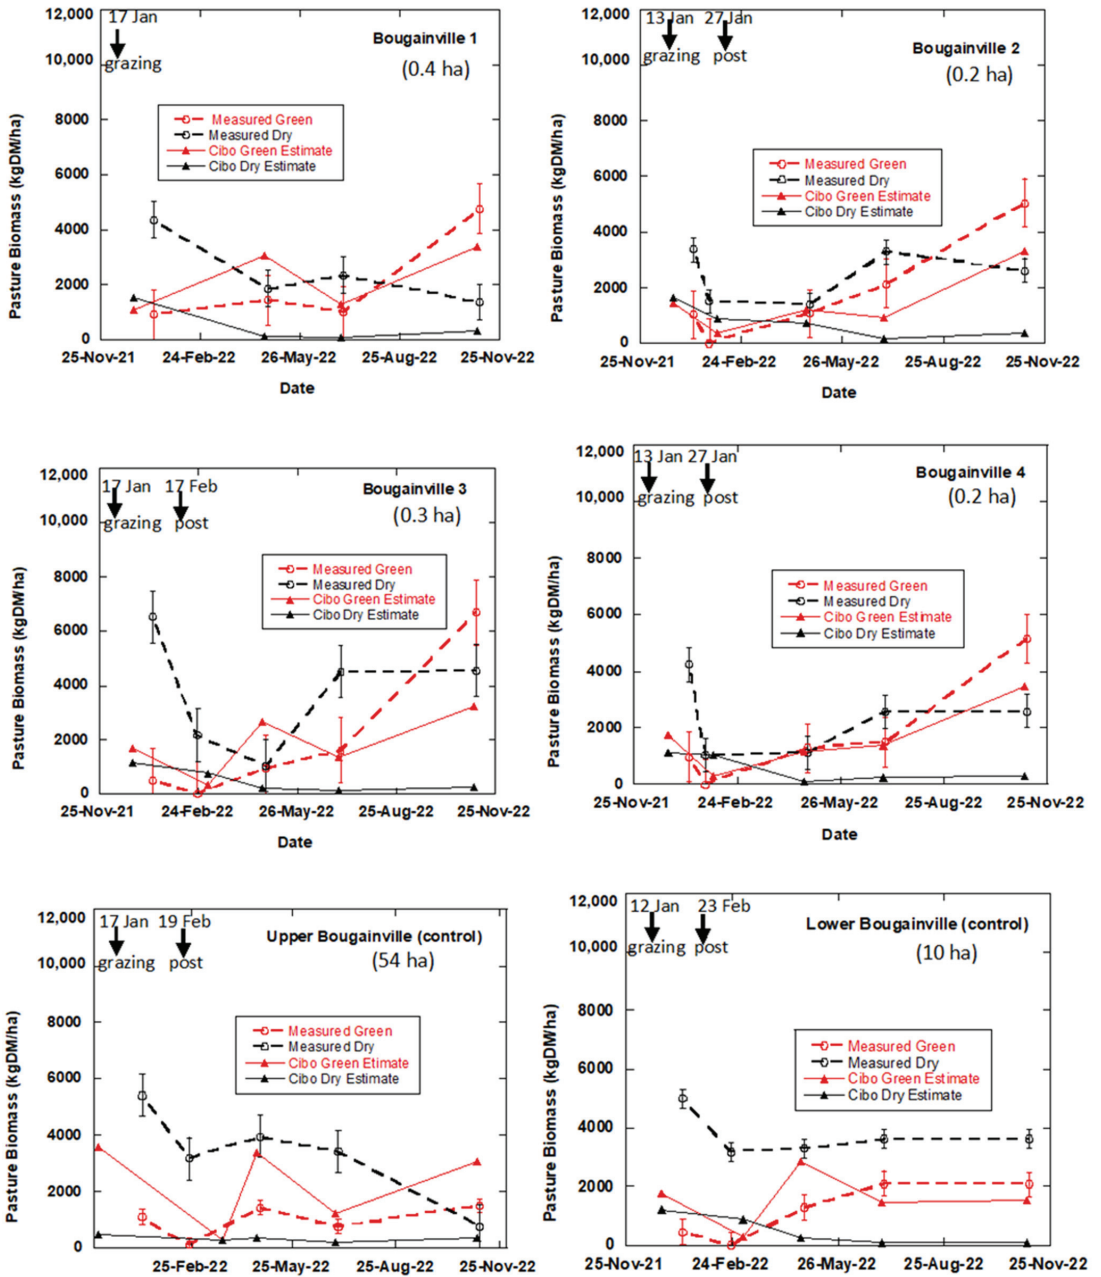 12,000
17 Jan
Bougainville 1
10,000
grazing
(0.4 ha)
8000
Measured Green
Measured Dry
Cibo Green Estimate
Cibo Dry Estimate
6000
4000
2000
0
Pasture Biomass (kgDM/ha)
25-Nov-21 24-Feb-22 26-May-22 25-Aug-22 25-Nov-22
Date
12,000
13 Jan 27 Jan
Bougainville 2
10,000
grazing post
(0.2 ha)
8000
Measured Green
Measured Dry
Cibo Green Estimate
Cibo Dry Estimate
6000
4000
2000
0
Pasture Biomass (kgDM/ha)
25-Nov-21 24-Feb-22 26-May-22 25-Aug-22 25-Nov-22
Date
12,000
17 Jan 17 Feb
Bougainville 3
10,000
grazing post
(0.3 ha)
8000
Measured Green
Measured Dry
Cibo Green Estimate
Cibo Dry Estimate
6000
4000
2000
0
Pasture Biomass (kgDM/ha)
25-Nov-21 24-Feb-22 26-May-22 25-Aug-22 25-Nov-22
Date
12,000
13 Jan 27 Jan
Bougainville 4
10,000
grazing post
(0.2 ha)
8000
Measured Green
Measured Dry
Cibo Green Estimate
Cibo Dry Estimate
6000
4000
2000
0
Pasture Biomass (kgDM/ha)
25-Nov-21 24-Feb-22 26-May-22 25-Aug-22 25-Nov-22
Date
12,000
17 Jan 19 Feb
Upper Bougainville (control)
10,000
grazing post
(54 ha)
8000
Measured Green
Measured Dry
Cibo Green Etimate
Cibo Dry Estimate
6000
4000
2000
0
Pasture Biomass (kgDM/ha)
25-Feb-22 25-May-22 25-Aug-22 25-Nov-22
12,000
12 Jan 23 Feb
Lower Bougainville (control)
10,000
grazing post
(10 ha)
8000
Measured Green
Measured Dry
Cibo Green Estimate
Cibo Dry Estimate
6000
4000
2000
0
Pasture Biomass (kgDM/ha)
25-Nov-21 24-Feb-22 26-May-22 25-Aug-22 25-Nov-22